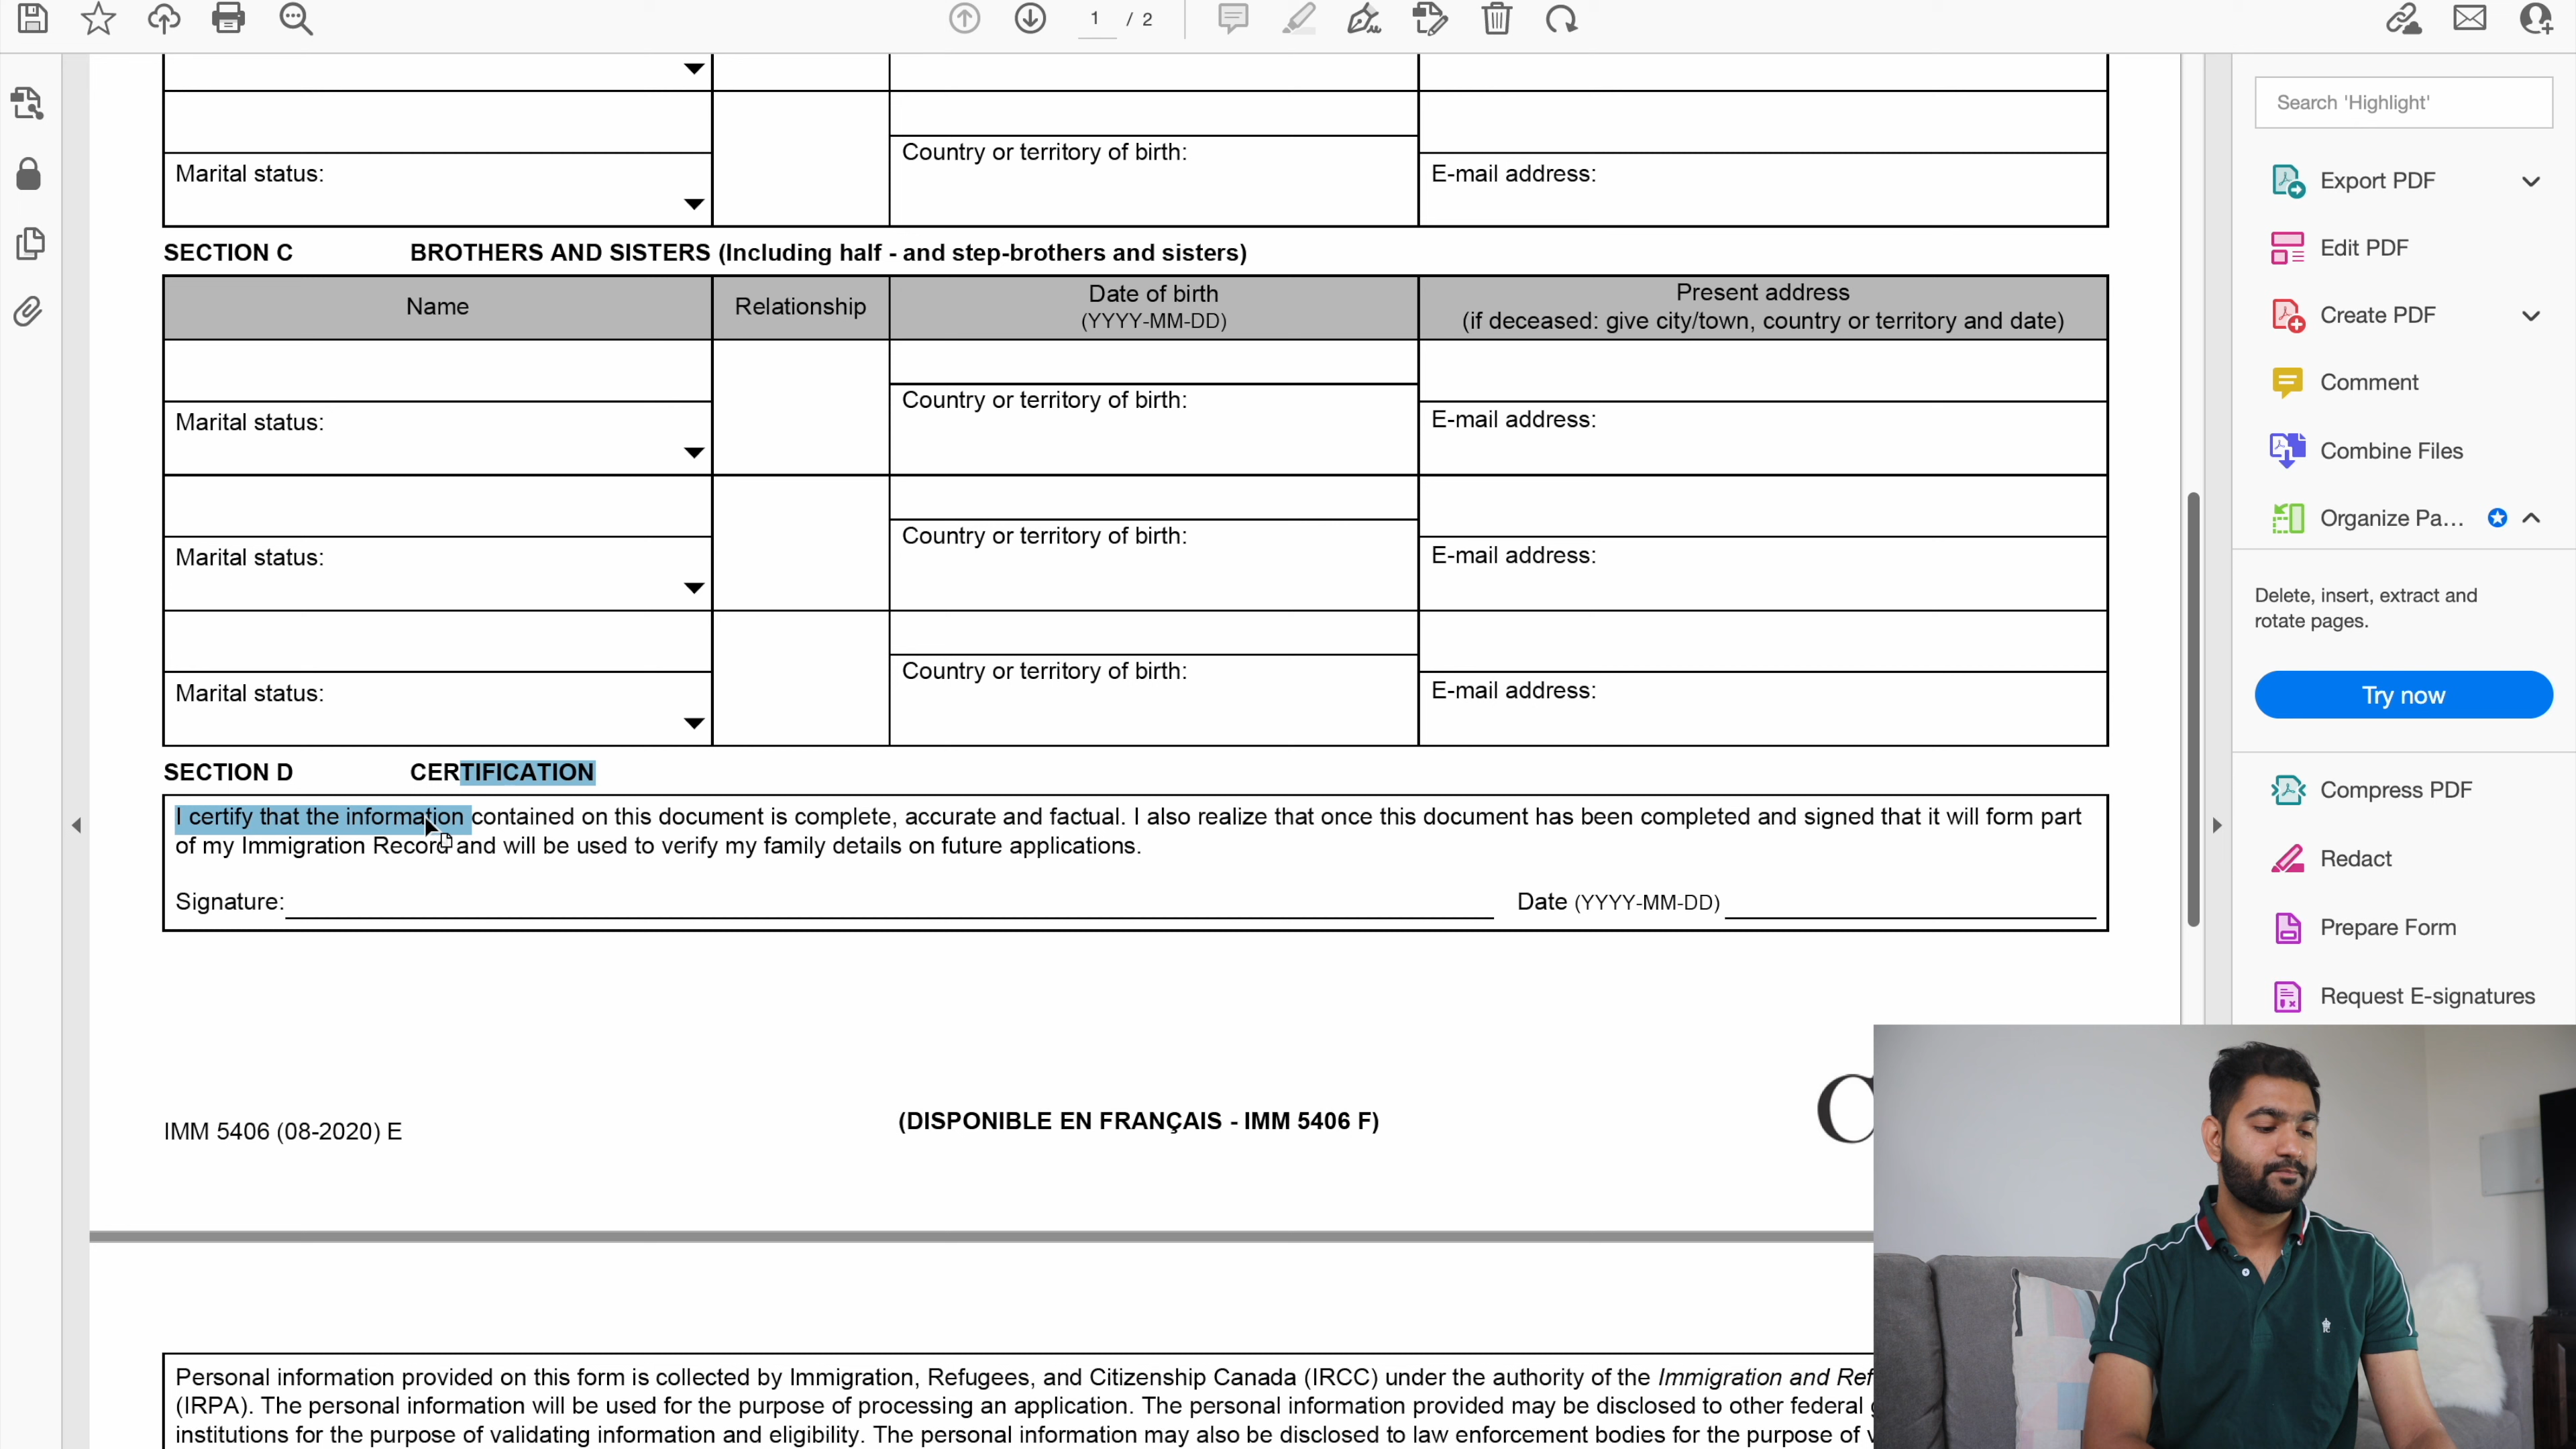 1 / 2
Search 'Highlight'
Export PDF
Edit PDF
Create PDF
Comment
Combine Files
Organize Pa...
Delete, insert, extract and
rotate pages.
Try now
Compress PDF
Redact
Prepare Form
Request E-signatures
Country or territory of birth:
Marital status:
E-mail address:
SECTION C BROTHERS AND SISTERS (Including half - and step-brothers and sisters)
Name Relationship Date of birth Present address
(YYYY-MM-DD) (if deceased: give city/town, country or territory and date)
Country or territory of birth:
Marital status: E-mail address:
Country or territory of birth:
Marital status: E-mail address:
Country or territory of birth:
Marital status: E-mail address:
SECTION D CERTIFICATION
I certify that the information contained on this document is complete, accurate and factual. I also realize that once this document has been completed and signed that it will form part
of my Immigration Record and will be used to verify my family details on future applications.
Signature: Date (YYYY-MM-DD)
IMM 5406 (08-2020) E
(DISPONIBLE EN FRANÇAIS - IMM 5406 F)
C
Personal information provided on this form is collected by Immigration, Refugees, and Citizenship Canada (IRCC) under the authority of the Immigration and Ref
(IRPA). The personal information will be used for the purpose of processing an application. The personal information provided may be disclosed to other federal
institutions for the purpose of validating information and eligibility. The personal information may also be disclosed to law enforcement bodies for the purpose of